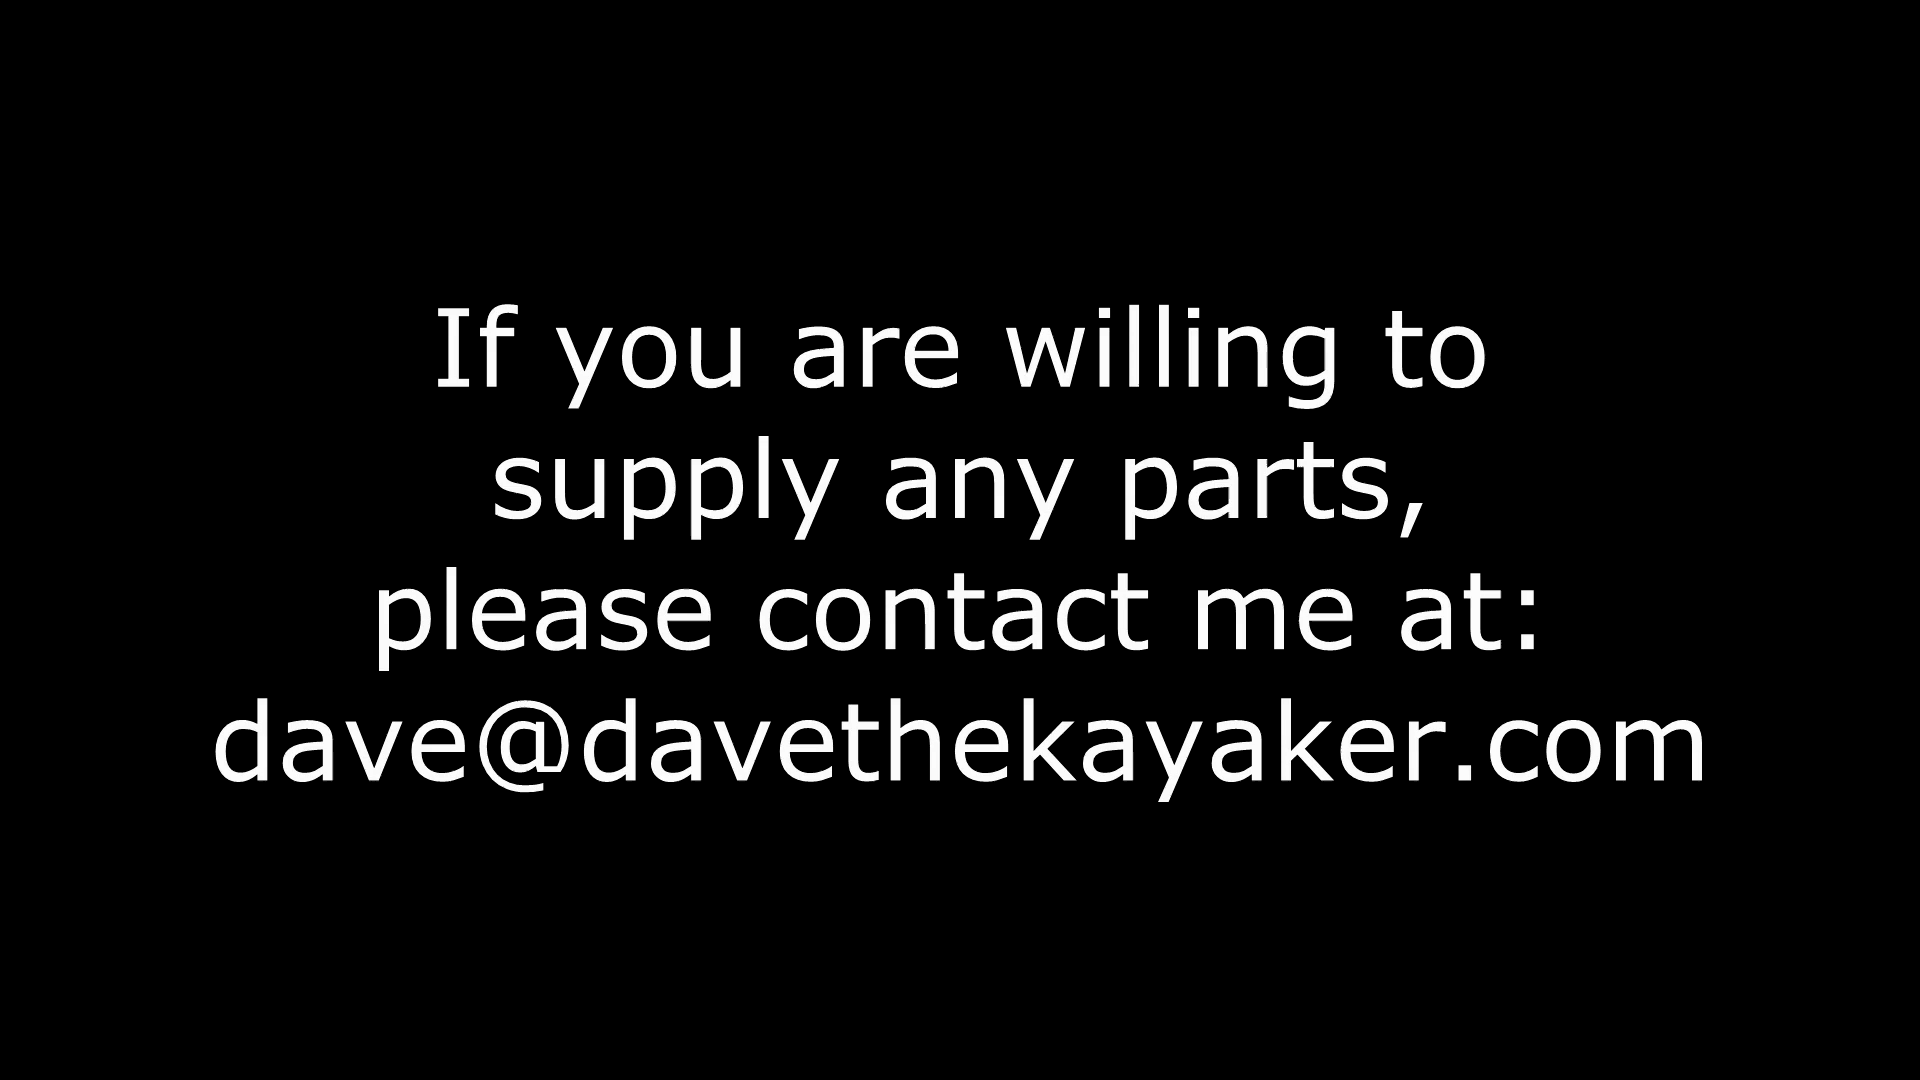 If you are willing to
supply any parts,
please contact me at:
dave@davethekayaker.com